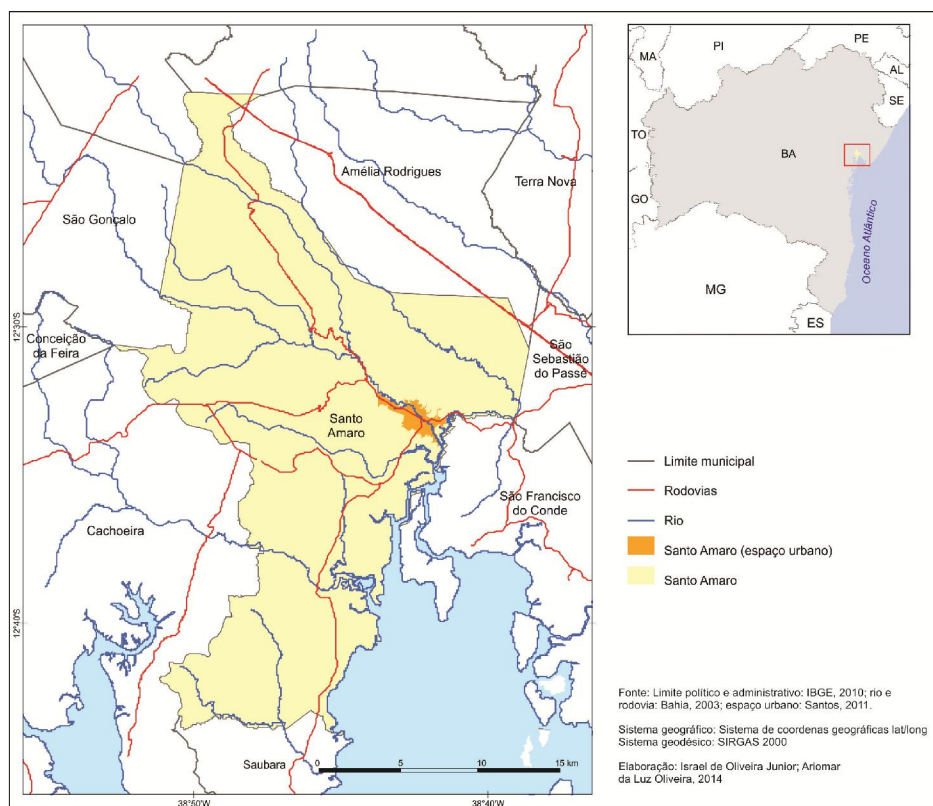 Amélia Rodrigues
Terra Nova
São Gonçalo
12°30'S
Conceição
da Feira
São
Sebastião
do Passé
Santo
Amaro
São Francisco
do Conde
Cachoeira
12°40'S
Saubara
0 5 10 15 km
38°50'W
38°40'W
PI
PE
MA
AL
SE
TO
BA
GO
Oceano Atlântico
MG
ES
Limite municipal
Rodovias
Rio
Santo Amaro (espaço urbano)
Santo Amaro
Fonte: Limite político e administrativo: IBGE, 2010; rio e
rodovia: Bahia, 2003; espaço urbano: Santos, 2011.
Sistema geográfico: Sistema de coordenas geográficas lat/long
Sistema geodésico: SIRGAS 2000
Elaboração: Israel de Oliveira Junior; Ariomar
da Luz Oliveira, 2014